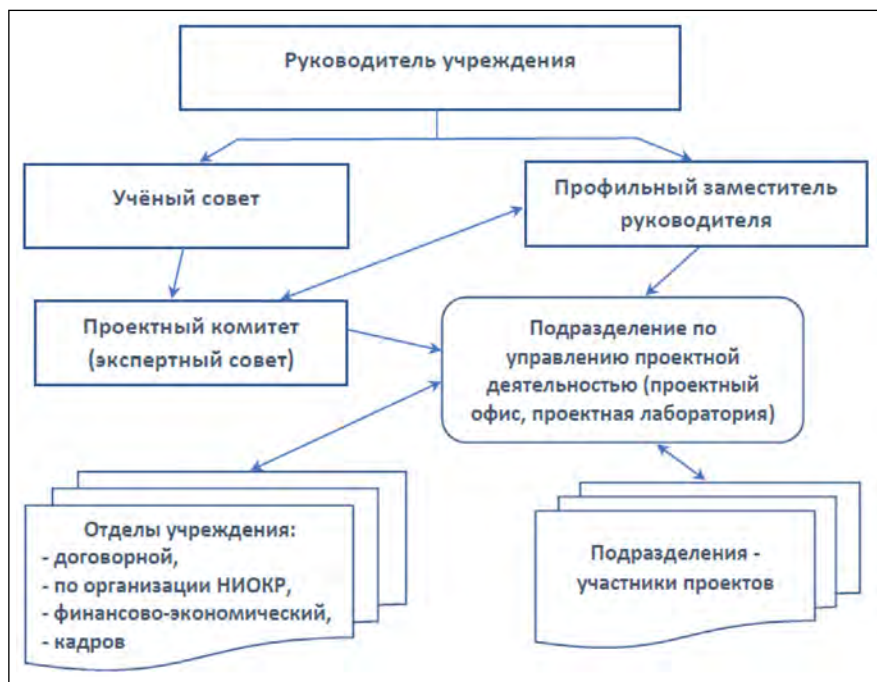 Руководитель учреждения
Учёный совет
Профильный заместитель
руководителя
Проектный комитет
(экспертный совет)
Подразделение по
управлению проектной
деятельностью (проектный
офис, проектная лаборатория)
Отделы учреждения:
- договорной,
- по организации НИОКР,
- финансово-экономический,
- кадров
Подразделения -
участники проектов